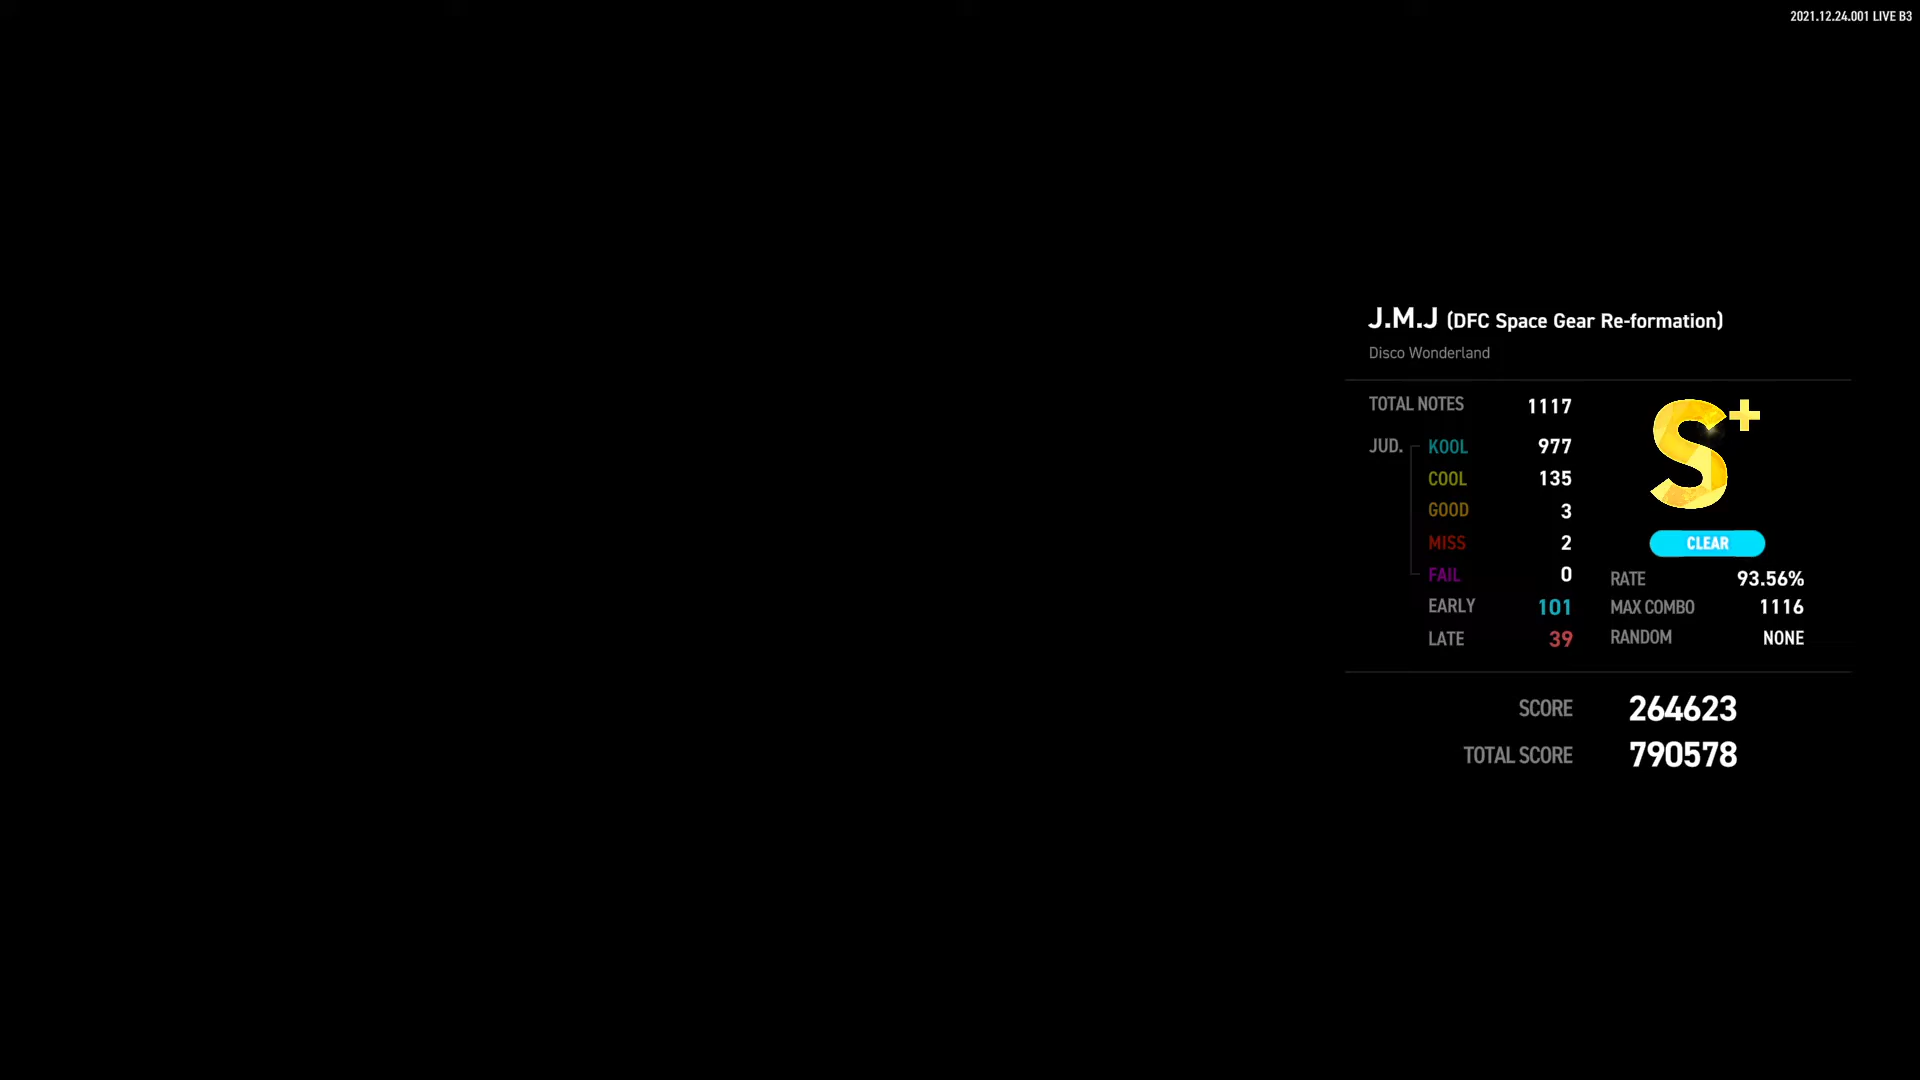 2021.12.24.001 LIVE B3
J.M.J (DFC Space Gear Re-formation)
Disco Wonderland
TOTAL NOTES 1117
S+
JUD. KOOL 977
COOL 135
GOOD 3
MISS 2
CLEAR
FAIL 0
RATE 93.56%
EARLY 101
MAX COMBO 1116
LATE 39
RANDOM NONE
SCORE 264623
TOTAL SCORE 790578